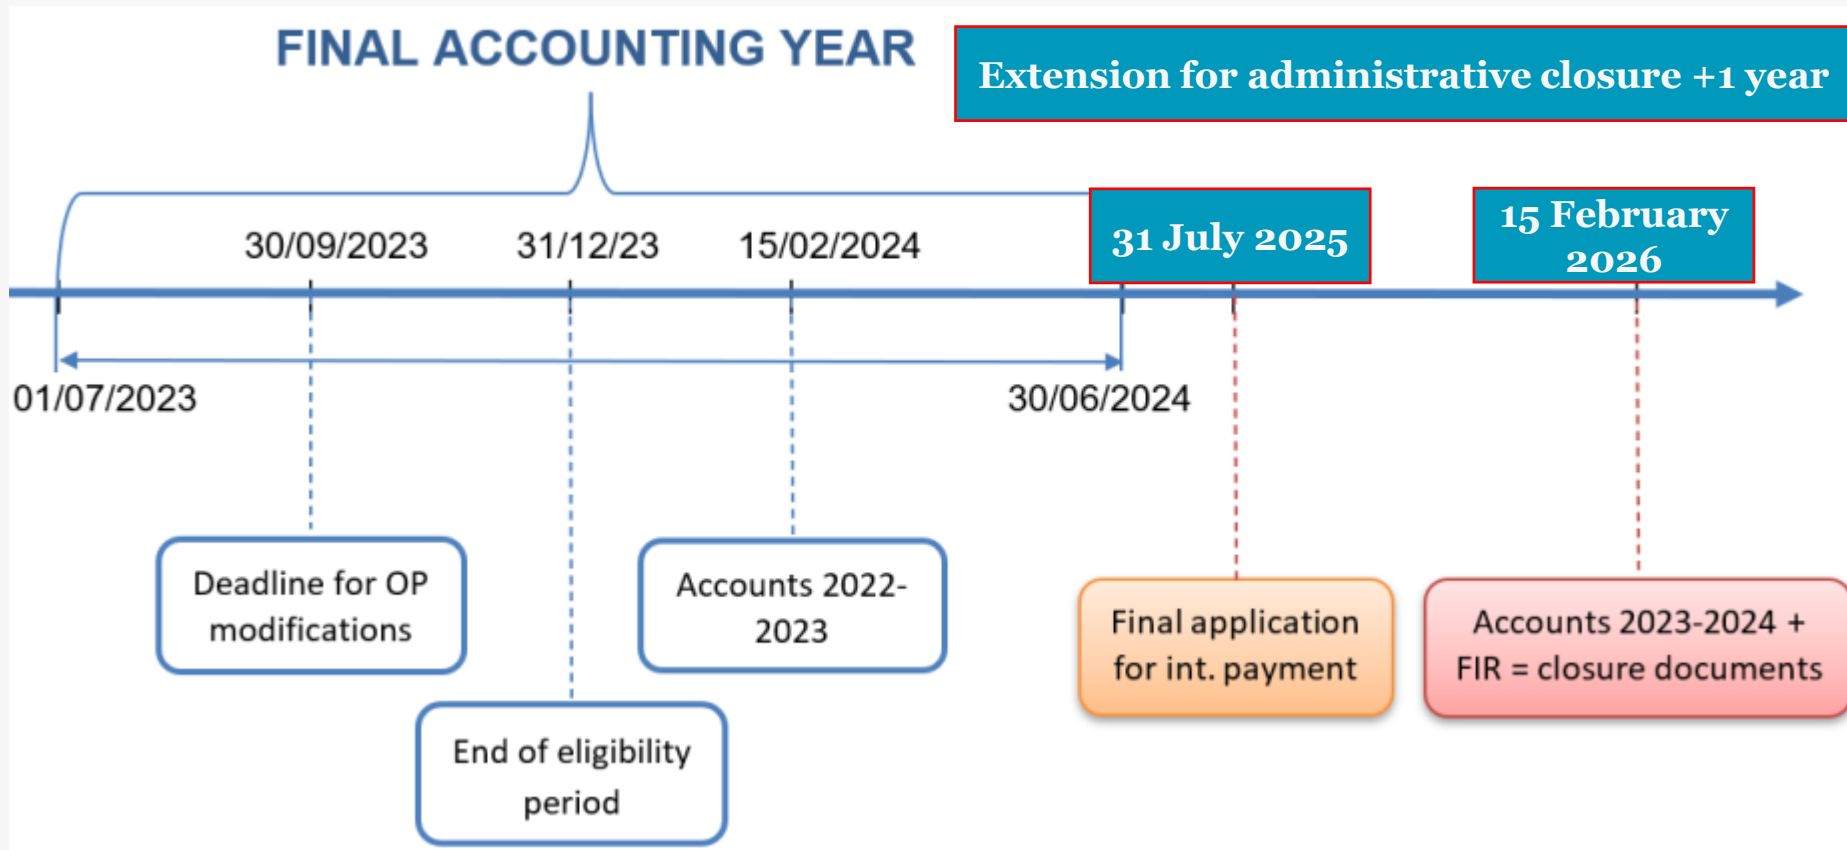 FINAL ACCOUNTING YEAR
Extension for administrative closure +1 year
30/09/2023
31/12/23
15/02/2024
31 July 2025
15 February
2026
01/07/2023
30/06/2024
Deadline for OP
modifications
End of eligibility
period
Accounts 2022-
2023
Final application
for int. payment
Accounts 2023-2024 +
FIR = closure documents